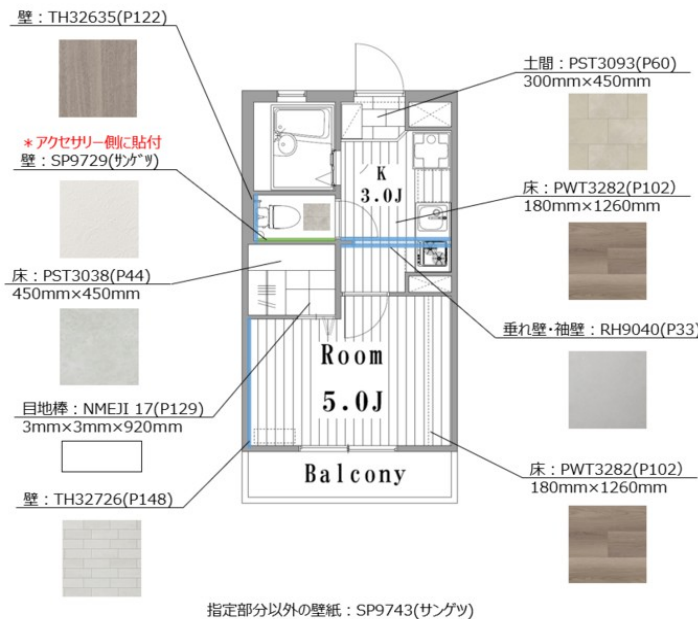 壁：TH32635(P122)
＊アクセサリー側に貼付
壁：SP9729(ｻﾝｹﾞﾂ)
床：PST3038(P44)
450mm×450mm
目地棒：NMEJI 17(P129)
3mm×3mm×920mm
壁：TH32726(P148)
K
3.0J
Room
5.0J
Balcony
土間：PST3093(P60)
300mm×450mm
床：PWT3282(P102)
180mm×1260mm
垂れ壁・袖壁：RH9040(P33)
床：PWT3282(P102)
180mm×1260mm
指定部分以外の壁紙：SP9743(サンゲツ)